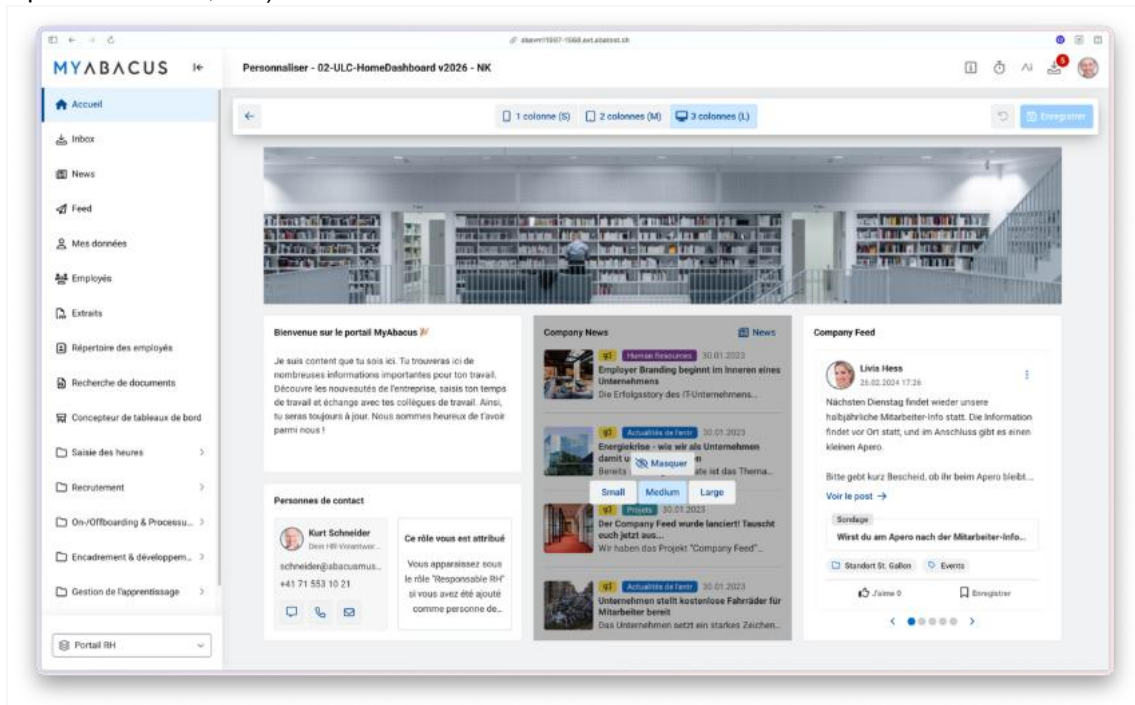 MYABACUS
Personnaliser - 02-ULC-HomeDashboard v2026 - NK
5
Accueil
1 colonne (S)
2 colonnes (M)
3 colonnes (L)
Enregistrer
Inbox
News
Feed
Mes données
Employés
Extraits
Répertoire des employés
Recherche de documents
Concepteur de tableaux de bord
Saisie des heures
Recrutement
On-/Offboarding & Processu...
Encadrement & développem...
Gestion de l'apprentissage
Portail RH
Bienvenue sur le portail MyAbacus
Je suis content que tu sois ici. Tu trouveras ici de
nombreuses informations importantes pour ton travail.
Découvre les nouveautés de l'entreprise, saisis ton temps
de travail et échange avec tes collègues de travail. Ainsi,
tu seras toujours à jour. Nous sommes heureux de t'avoir
parmi nous !
Personnes de contact
Kurt Schneider
Dein HR-Verantwor...
schneider@abacusmus...
+41 71 553 10 21
Ce rôle vous est attribué
Vous apparaissez sous
le rôle "Responsable RH"
si vous avez été ajouté
comme personne de...
Company News
News
Human Resources 30.01.2023
Employer Branding beginnt im Inneren eines
Unternehmens
Die Erfolgsstory des IT-Unternehmens...
30.01.2023
Energiekrise - wie wir als Unternehmen
damit
Bereits ist das Thema...
Masquer
Small
Medium
Large
Projets 30.01.2023
Der Company Feed wurde lanciert! Tauscht
euch jetzt aus...
Wir haben das Projekt "Company Feed"...
30.01.2023
Unternehmen stellt kostenlose Fahrräder für
Mitarbeiter bereit
Das Unternehmen setzt ein starkes Zeichen...
Company Feed
Livia Hess
26.02.2024 17:26
Nächsten Dienstag findet wieder unsere
halbjährliche Mitarbeiter-Info statt. Die Information
findet vor Ort statt, und im Anschluss gibt es einen
kleinen Apero.
Bitte gebt kurz Bescheid, ob ihr beim Apero bleibt...
Voir le post →
Sondage
Wirst du am Apero nach der Mitarbeiter-Info...
Standort St. Gallen
Events
J'aime 0
Enregistrer